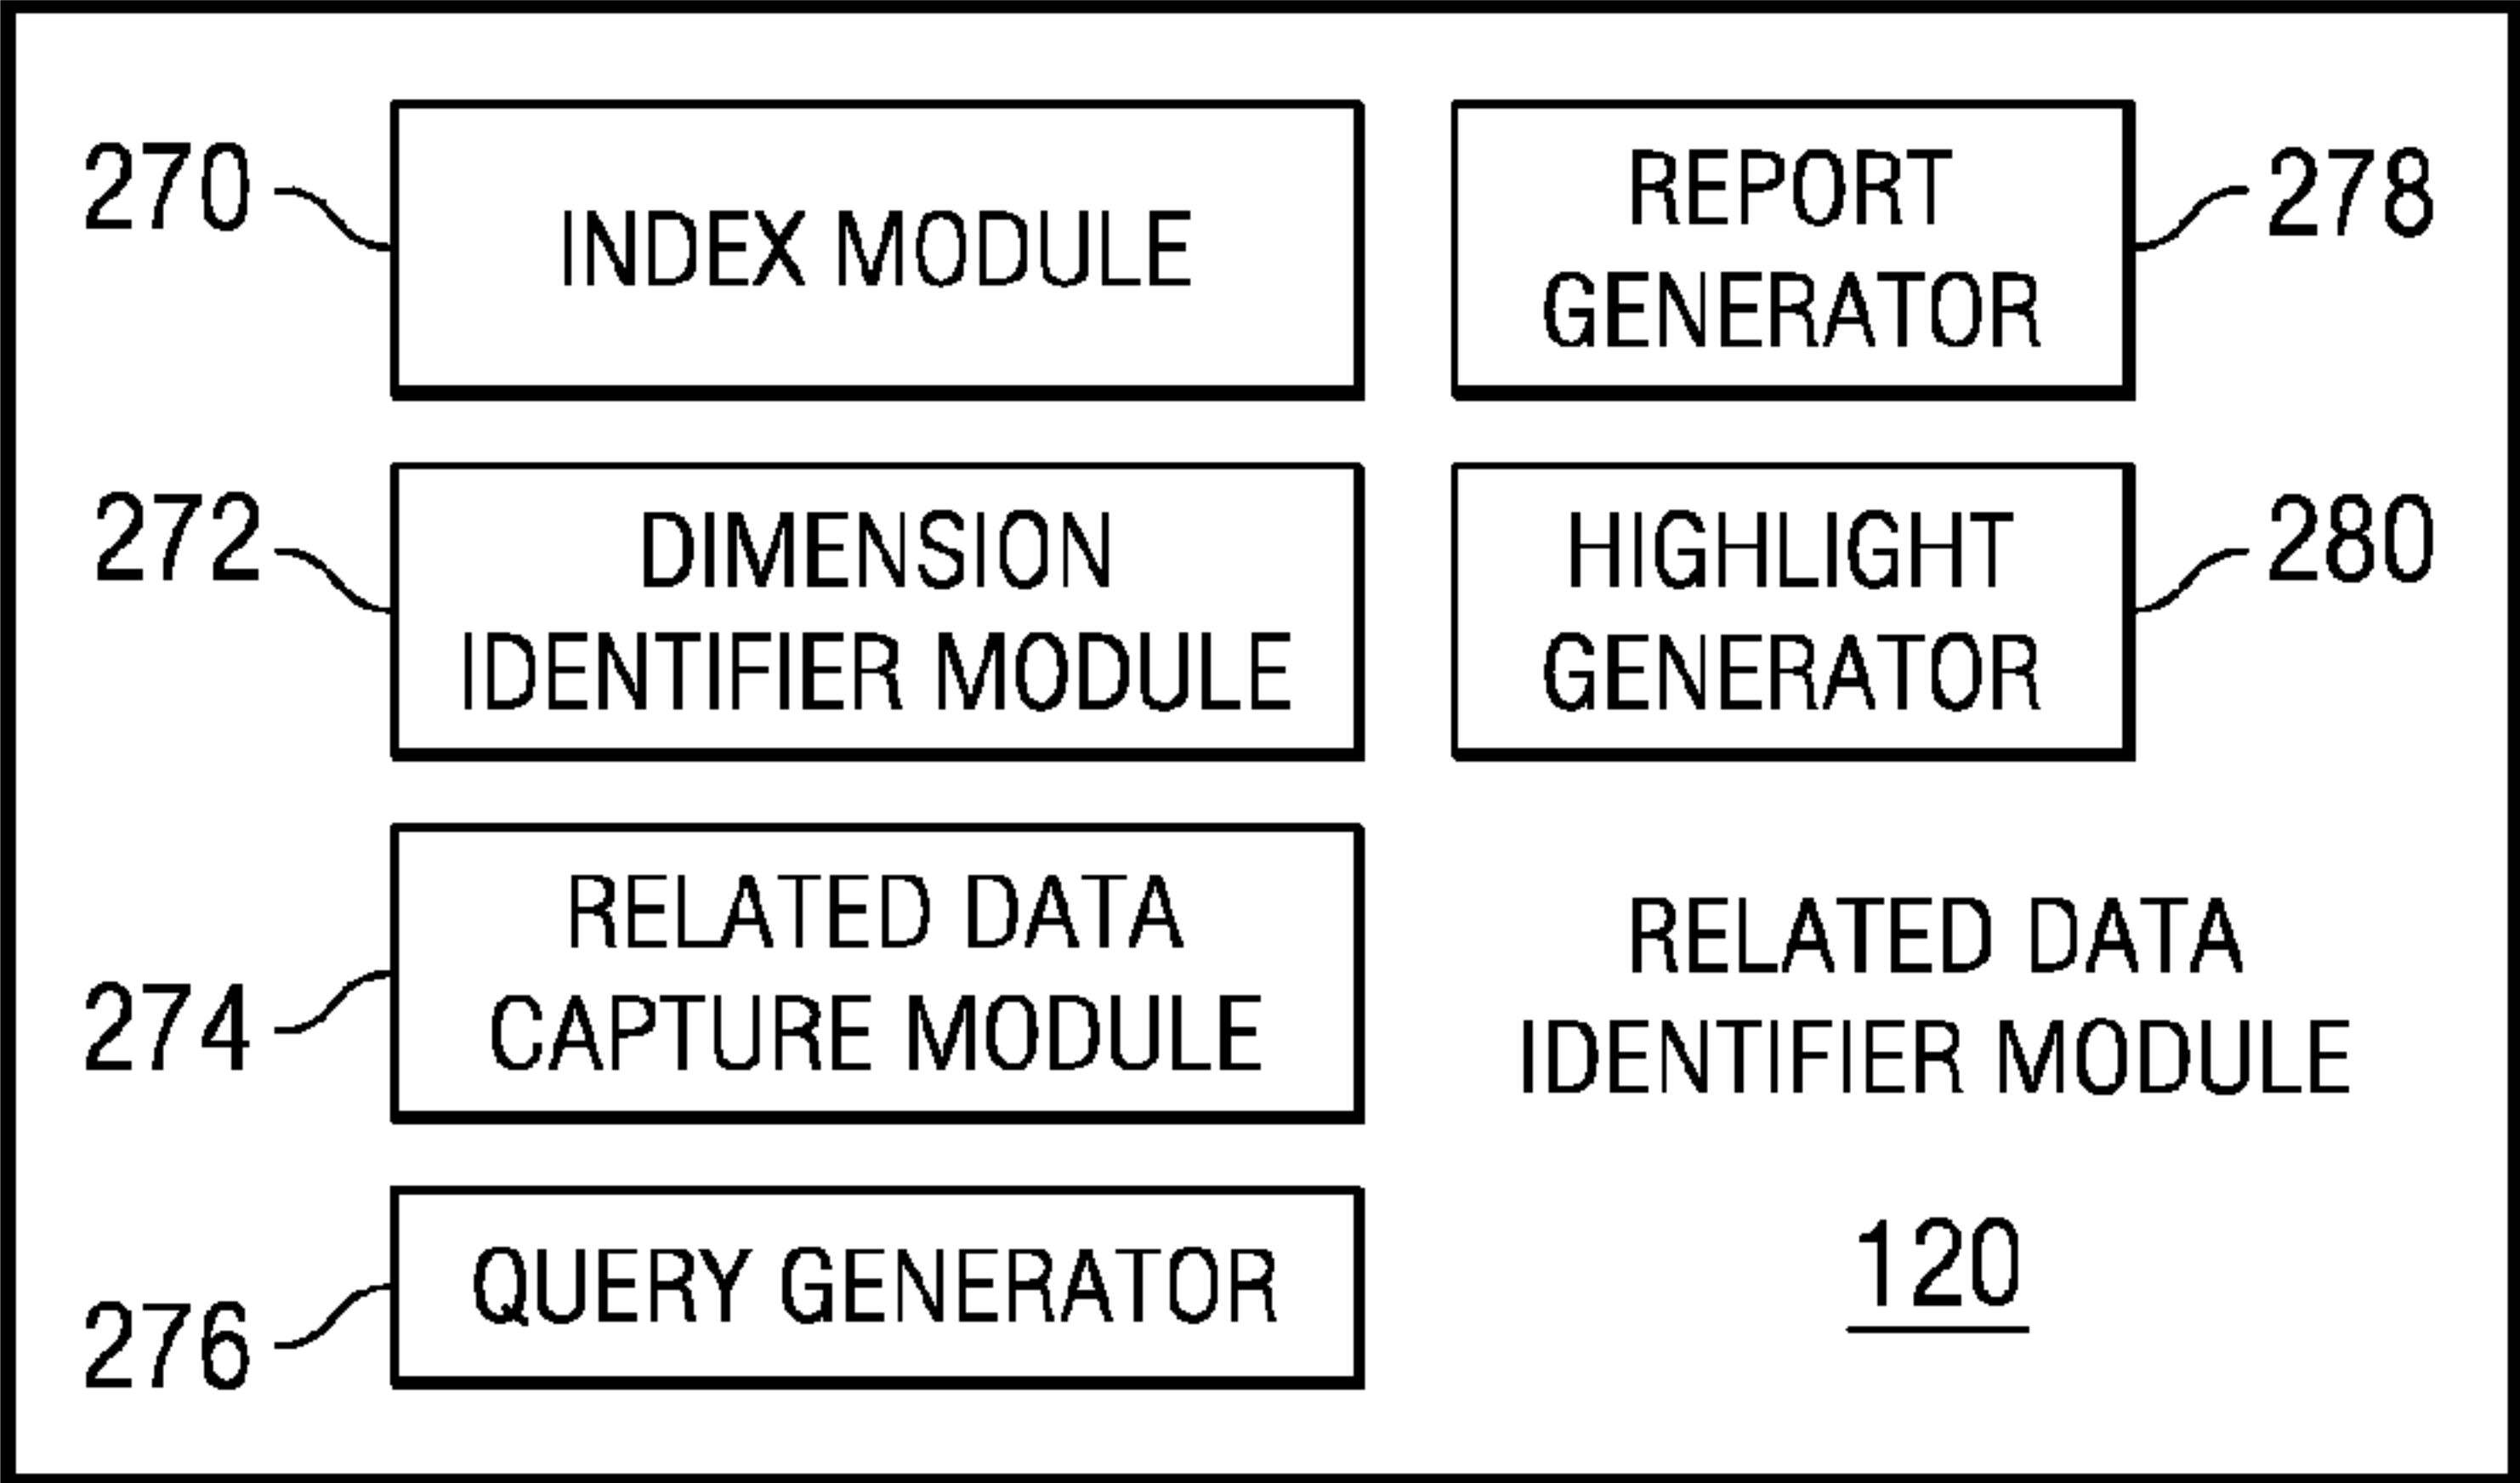 270
INDEX MODULE
REPORT
GENERATOR
278
272
DIMENSION
IDENTIFIER MODULE
HIGHLIGHT
GENERATOR
280
274
RELATED DATA
CAPTURE MODULE
RELATED DATA
IDENTIFIER MODULE
276
QUERY GENERATOR
120